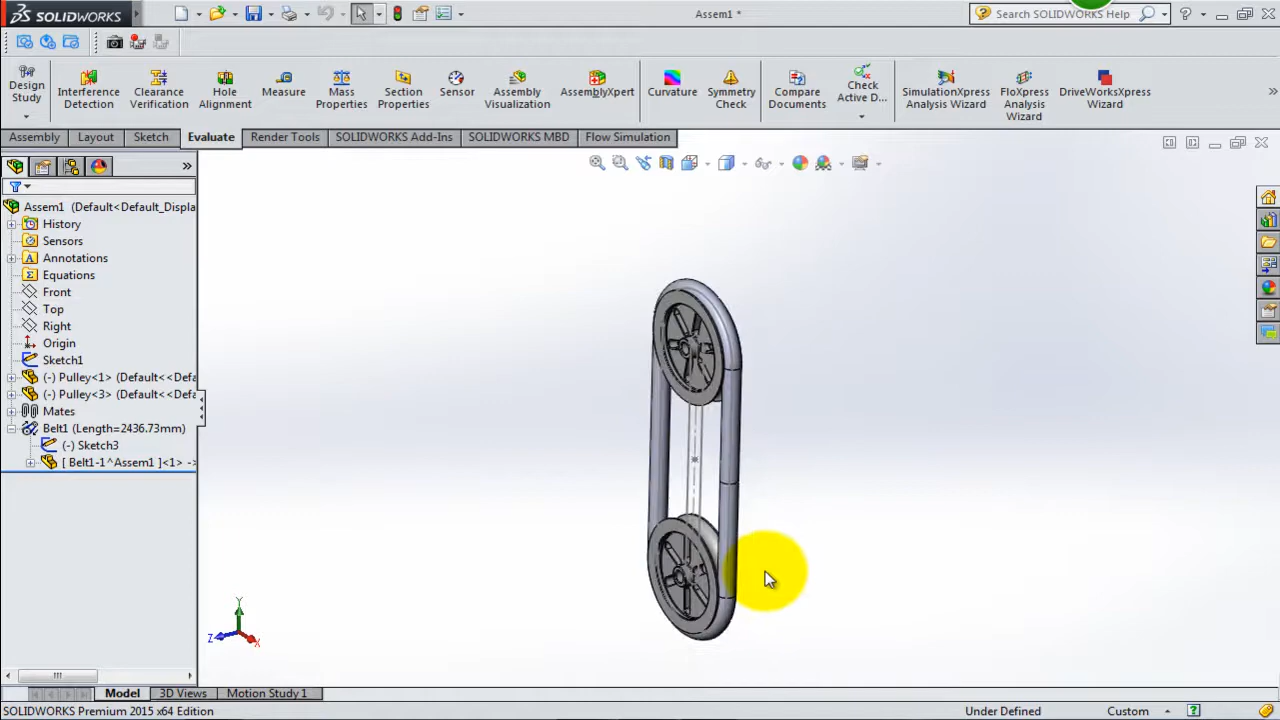 SOLIDWORKS
Assem1 *
Search SOLIDWORKS Help
Design Study
Interference Detection
Clearance Verification
Hole Alignment
Measure
Mass Properties
Section Properties
Sensor
Assembly Visualization
AssemblyXpert
Curvature
Symmetry Check
Compare Documents
Check Active D...
SimulationXpress Analysis Wizard
FloXpress Analysis Wizard
DriveWorksXpress Wizard
Assembly
Layout
Sketch
Evaluate
Render Tools
SOLIDWORKS Add-Ins
SOLIDWORKS MBD
Flow Simulation
Assem1 (Default<Default_Displa
History
Sensors
Annotations
Equations
Front
Top
Right
Origin
Sketch1
(-) Pulley<1> (Default<<Defa
(-) Pulley<3> (Default<<Defa
Mates
Belt1 (Length=2436.73mm)
(-) Sketch3
[ Belt1-1^Assem1 ]<1> ->
Y
Z
X
Model
3D Views
Motion Study 1
SOLIDWORKS Premium 2015 x64 Edition
Under Defined
Custom